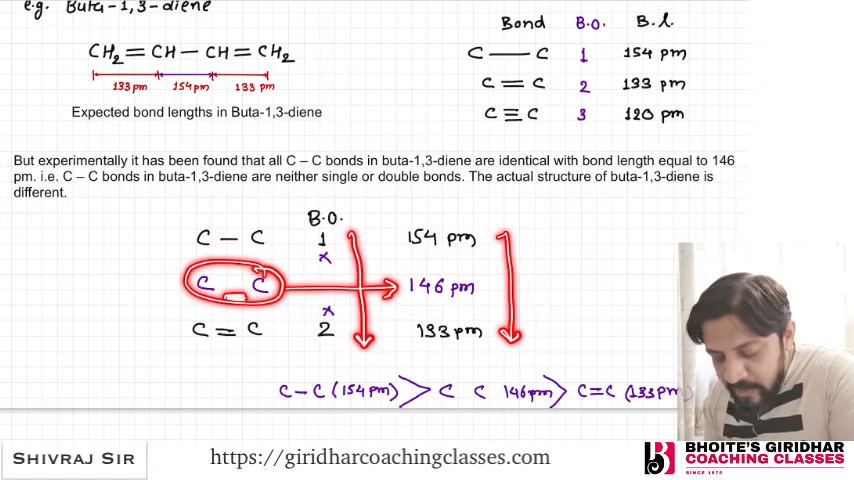 e.g. Buta-1,3-diene
CH2 = CH — CH = CH2
133 pm 154 pm 133 pm
Expected bond lengths in Buta-1,3-diene
Bond B.O. B.l.
C — C 1 154 pm
C = C 2 133 pm
C ≡ C 3 120 pm
But experimentally it has been found that all C – C bonds in buta-1,3-diene are identical with bond length equal to 146
pm. i.e. C – C bonds in buta-1,3-diene are neither single or double bonds. The actual structure of buta-1,3-diene is
different.
B.O.
C – C 1 154 pm
x
C C 146 pm
x
C = C 2 133 pm
C – C (154 pm) > C C 146 pm > C=C (133 pm
SHIVRAJ SIR
https://giridharcoachingclasses.com
BHOITE'S GIRIDHAR
COACHING CLASSES
SINCE 1975